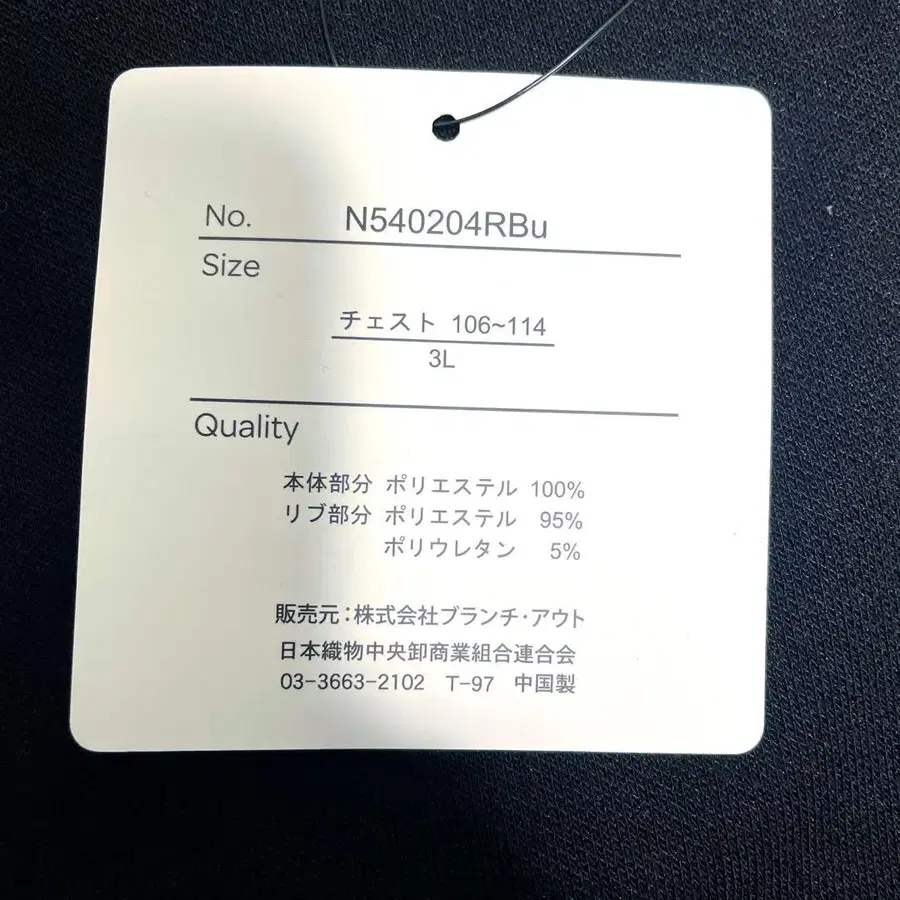 No. N540204RBu
Size
チェスト 106~114
3L
Quality
本体部分 ポリエステル 100%
リブ部分 ポリエステル 95%
ポリウレタン 5%
販売元:株式会社ブランチ・アウト
日本織物中央卸商業組合連合会
03-3663-2102 T-97 中国製